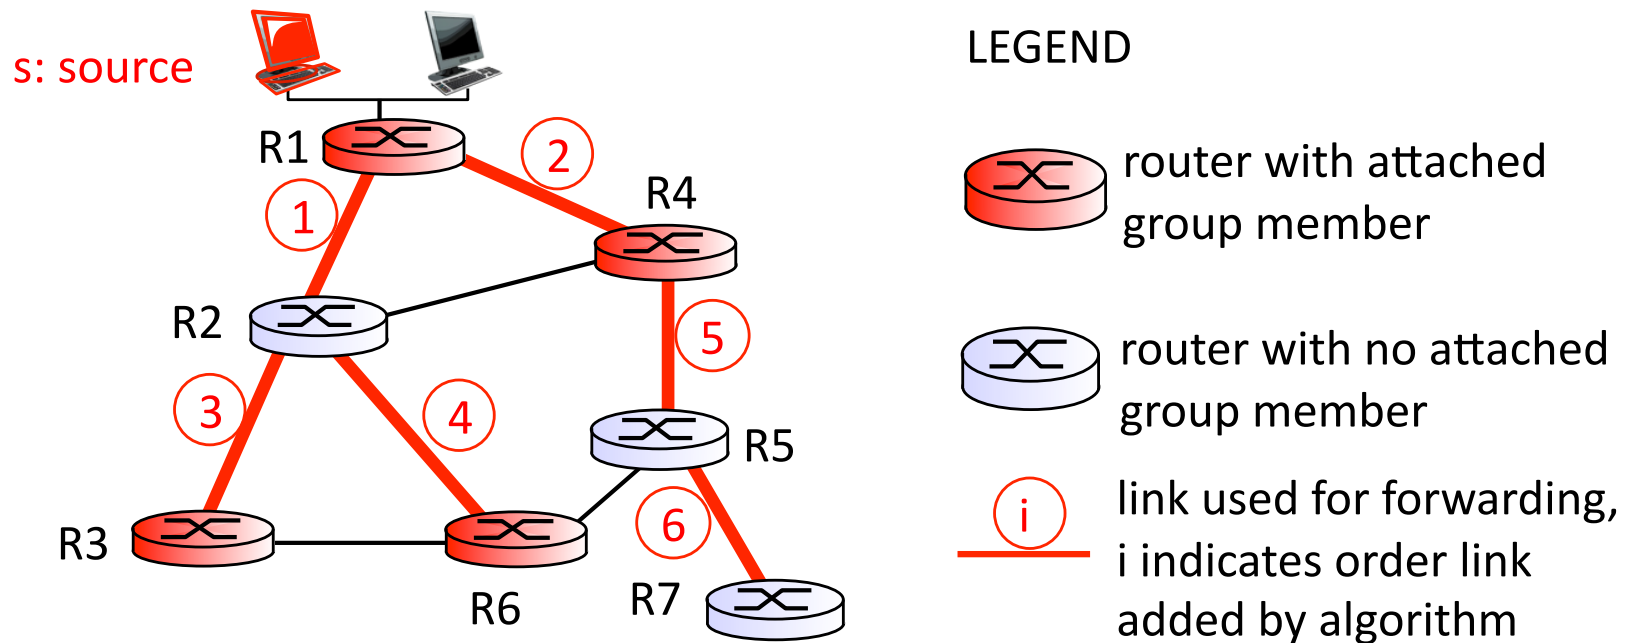 LEGEND
s: source
R1
2
router with attached
group member
1
R4
R2
5
router with no attached
group member
3
4
R5
i
link used for forwarding,
6
R3
i indicates order link
R6
R7
added by algorithm